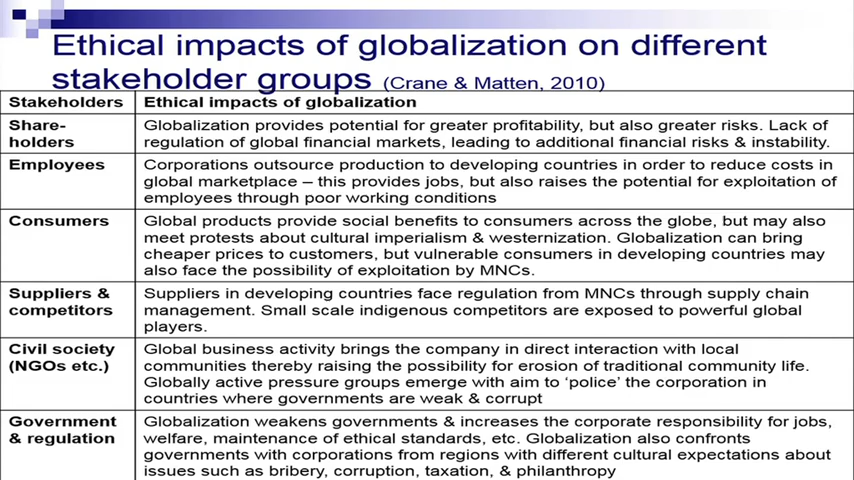 Ethical impacts of globalization on different
stakeholder groups (Crane & Matten, 2010)
Stakeholders Ethical impacts of globalization
Share-
holders
Globalization provides potential for greater profitability, but also greater risks. Lack of
regulation of global financial markets, leading to additional financial risks & instability.
Employees
Corporations outsource production to developing countries in order to reduce costs in
global marketplace – this provides jobs, but also raises the potential for exploitation of
employees through poor working conditions
Consumers
Global products provide social benefits to consumers across the globe, but may also
meet protests about cultural imperialism & westernization. Globalization can bring
cheaper prices to customers, but vulnerable consumers in developing countries may
also face the possibility of exploitation by MNCs.
Suppliers &
competitors
Suppliers in developing countries face regulation from MNCs through supply chain
management. Small scale indigenous competitors are exposed to powerful global
players.
Civil society
(NGOs etc.)
Global business activity brings the company in direct interaction with local
communities thereby raising the possibility for erosion of traditional community life.
Globally active pressure groups emerge with aim to ‘police’ the corporation in
countries where governments are weak & corrupt
Government
& regulation
Globalization weakens governments & increases the corporate responsibility for jobs,
welfare, maintenance of ethical standards, etc. Globalization also confronts
governments with corporations from regions with different cultural expectations about
issues such as bribery, corruption, taxation, & philanthropy